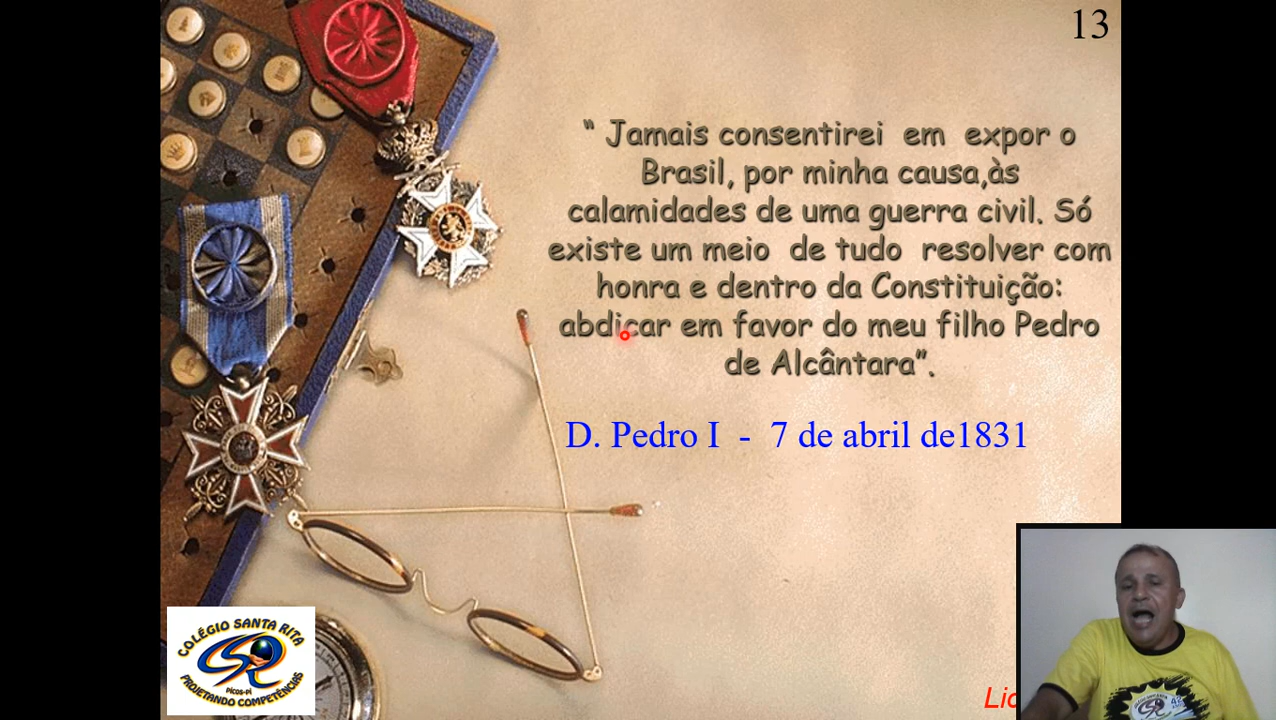 13
“ Jamais consentirei em expor o
Brasil, por minha causa,às
calamidades de uma guerra civil. Só
existe um meio de tudo resolver com
honra e dentro da Constituição:
abdicar em favor do meu filho Pedro
de Alcântara”.
D. Pedro I - 7 de abril de1831
COLÉGIO SANTA RITA
PICOS-PI
PROJETANDO COMPETÊNCIAS